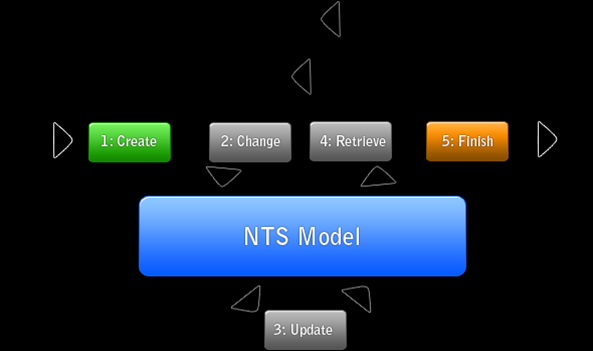 1: Create
2: Change
4: Retrieve
5: Finish
NTS Model
3: Update